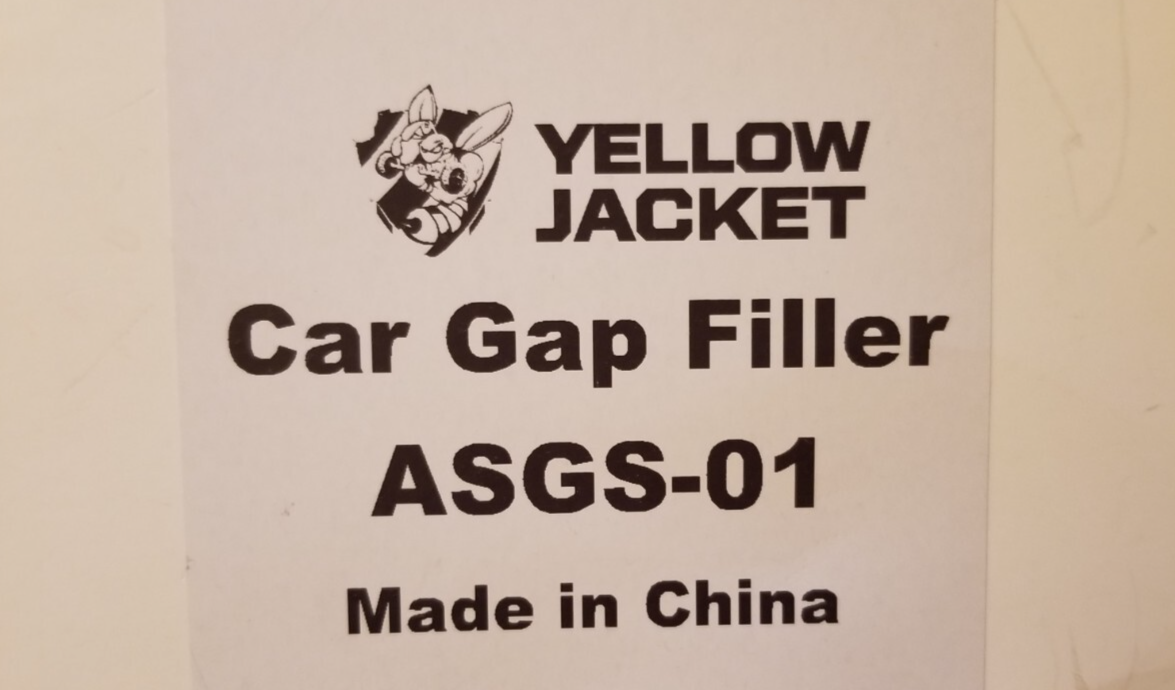 YELLOW
JACKET
Car Gap Filler
ASGS-01
Made in China